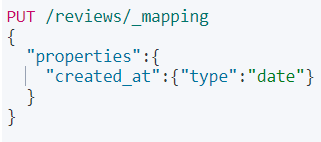 PUT /reviews/_mapping
{
  "properties":{
    "created_at":{"type":"date"}
  }
}